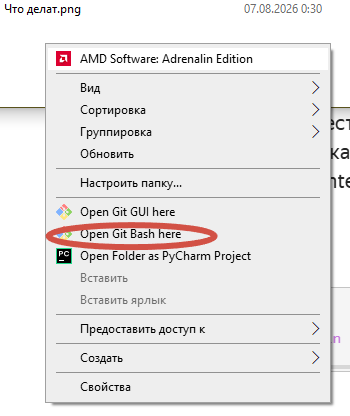 Что делат.png 07.08.2026 0:30
AMD Software: Adrenalin Edition
Вид
Сортировка
Группировка
Обновить
Настроить папку...
Open Git GUI here
Open Git Bash here
PC Open Folder as PyCharm Project
Вставить
Вставить ярлык
Предоставить доступ к
Создать
Свойства